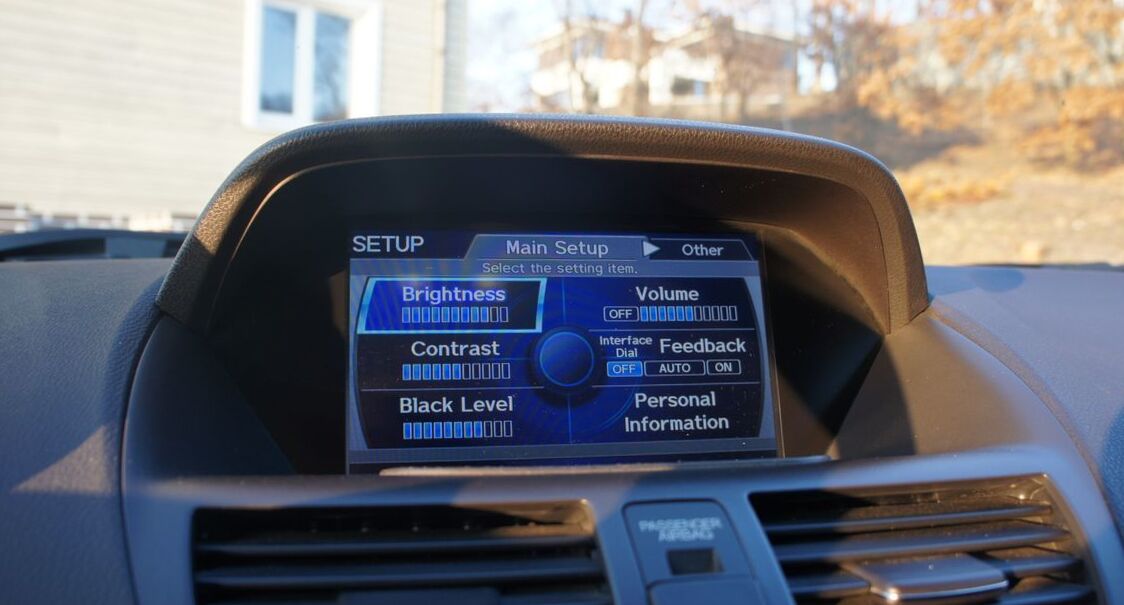 SETUP
Main Setup
Other
Select the setting item.
Brightness
Volume
OFF
Contrast
Interface
Dial
Feedback
OFF AUTO ON
Black Level
Personal
Information
PASSENGER
AIRBAG